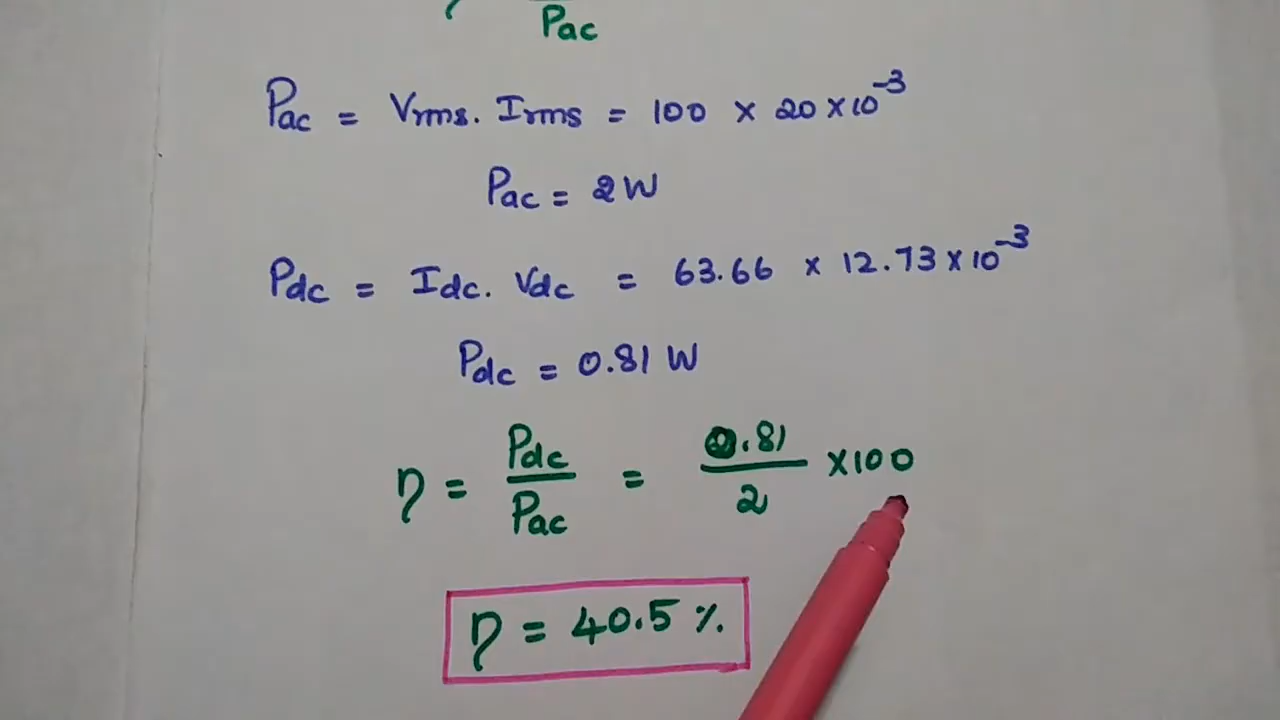 η Pac
Pac = Vrms. Irms = 100 × 20×10⁻³
Pac = 2W
Pdc = Idc. Vdc = 63.66 × 12.73×10⁻³
Pdc = 0.81 W
η = Pdc/Pac = 0.81/2 ×100
η = 40.5 %.